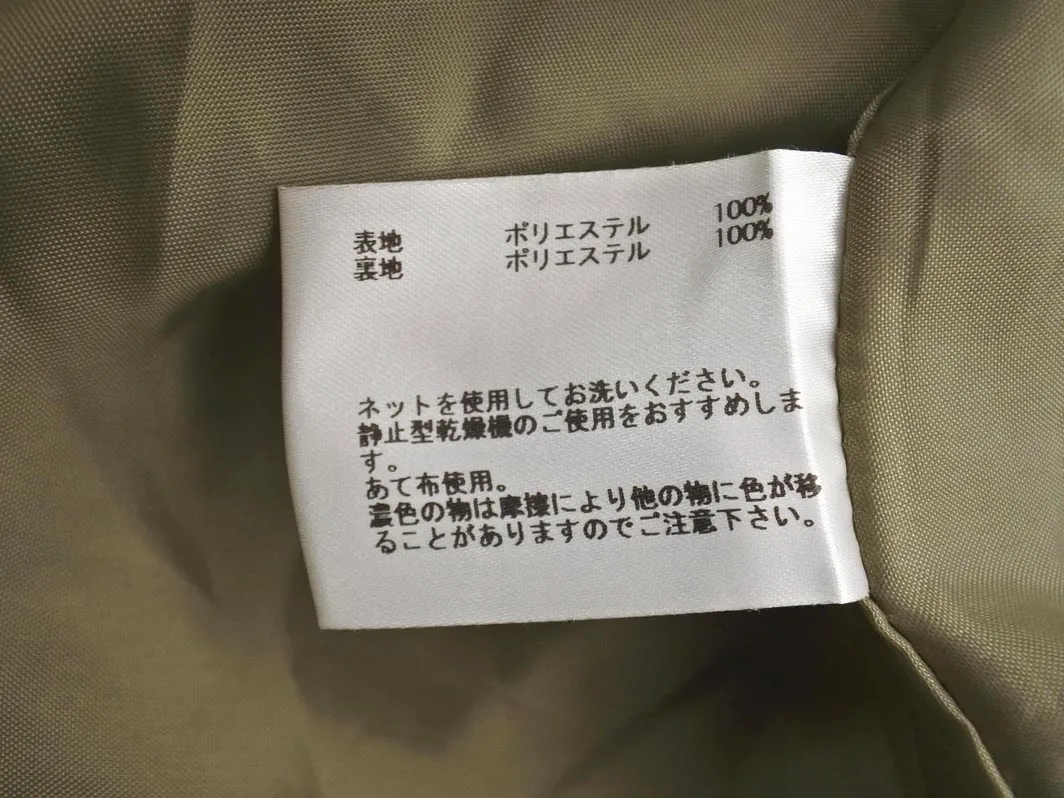 表地 ポリエステル 100%
裏地 ポリエステル 100%
ネットを使用してお洗いください。
静止型乾燥機のご使用をおすすめしま
す。
あて布使用。
濃色の物は摩擦により他の物に色が移
ることがありますのでご注意下さい。